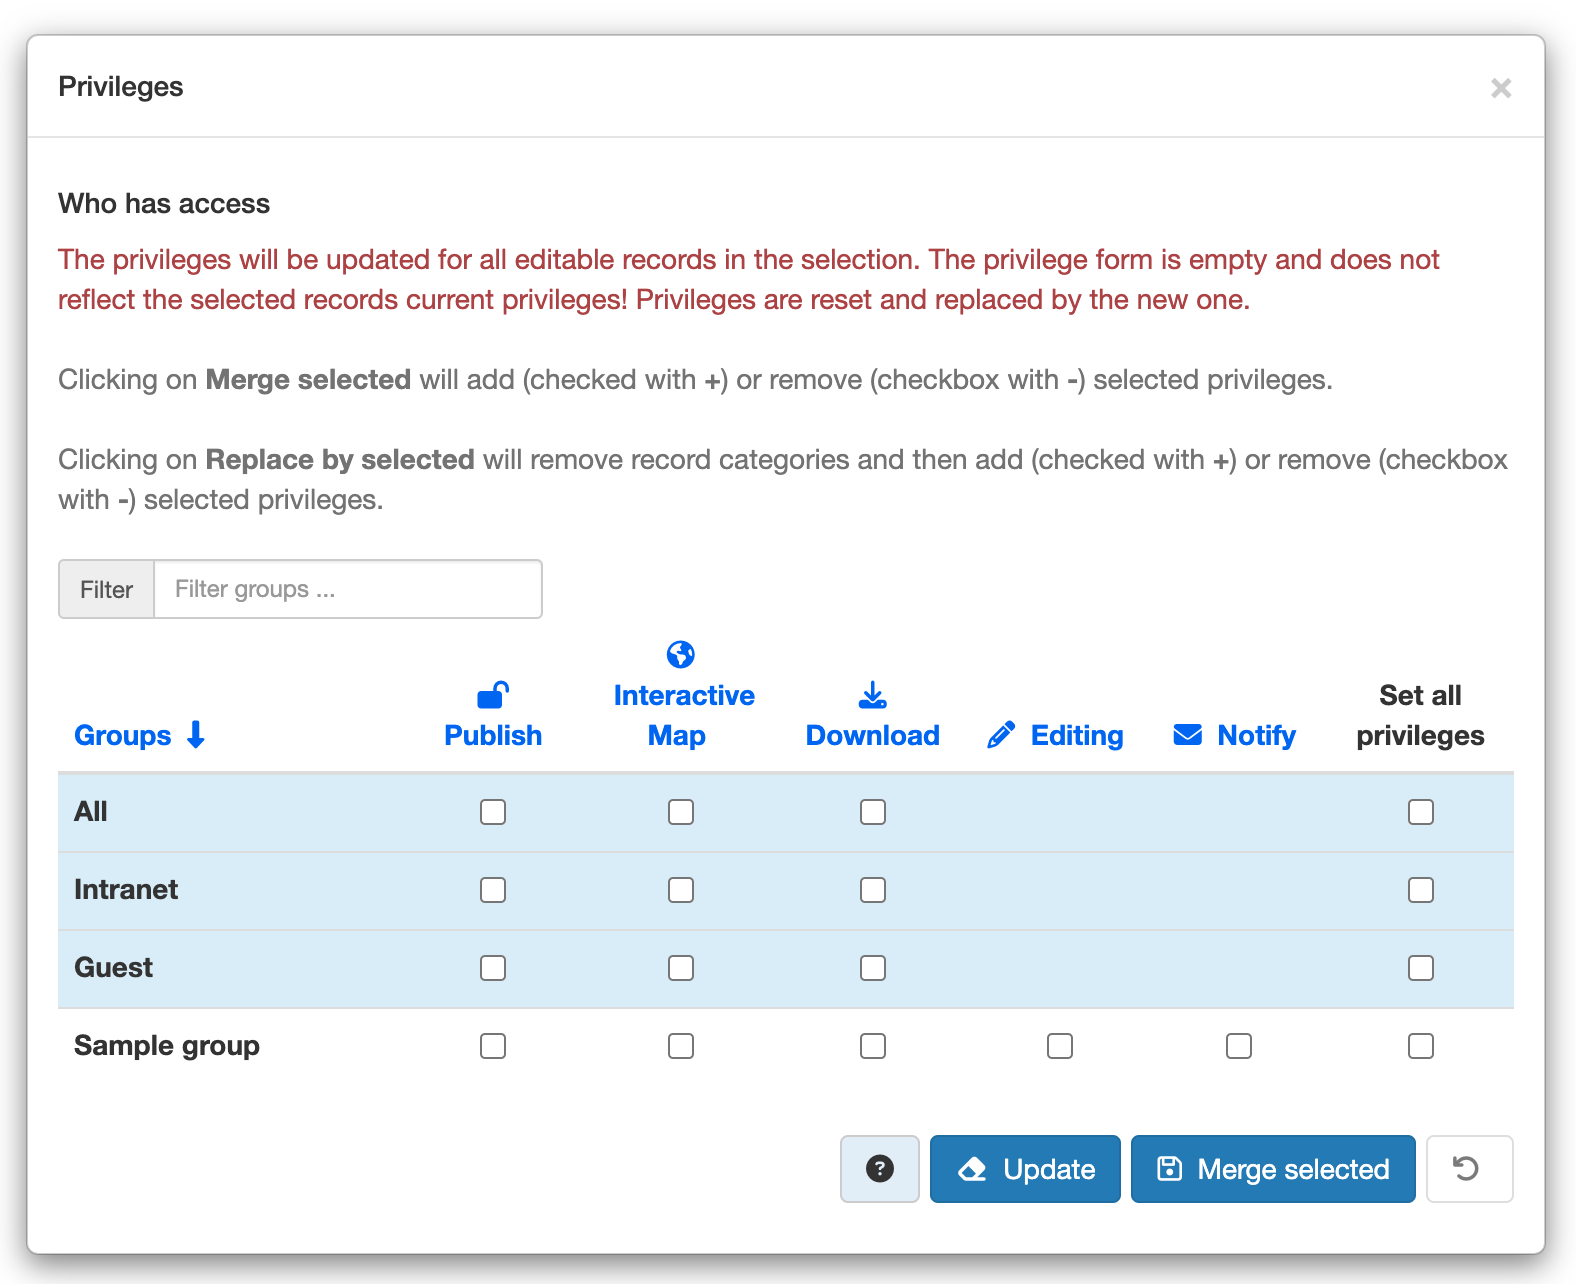 Privileges
Who has access
The privileges will be updated for all editable records in the selection. The privilege form is empty and does not
reflect the selected records current privileges! Privileges are reset and replaced by the new one.
Clicking on Merge selected will add (checked with +) or remove (checkbox with -) selected privileges.
Clicking on Replace by selected will remove record categories and then add (checked with +) or remove (checkbox
with -) selected privileges.
Filter Filter groups ...
Groups Publish Interactive Map Download Editing Notify Set all privileges
All
Intranet
Guest
Sample group
Update Merge selected